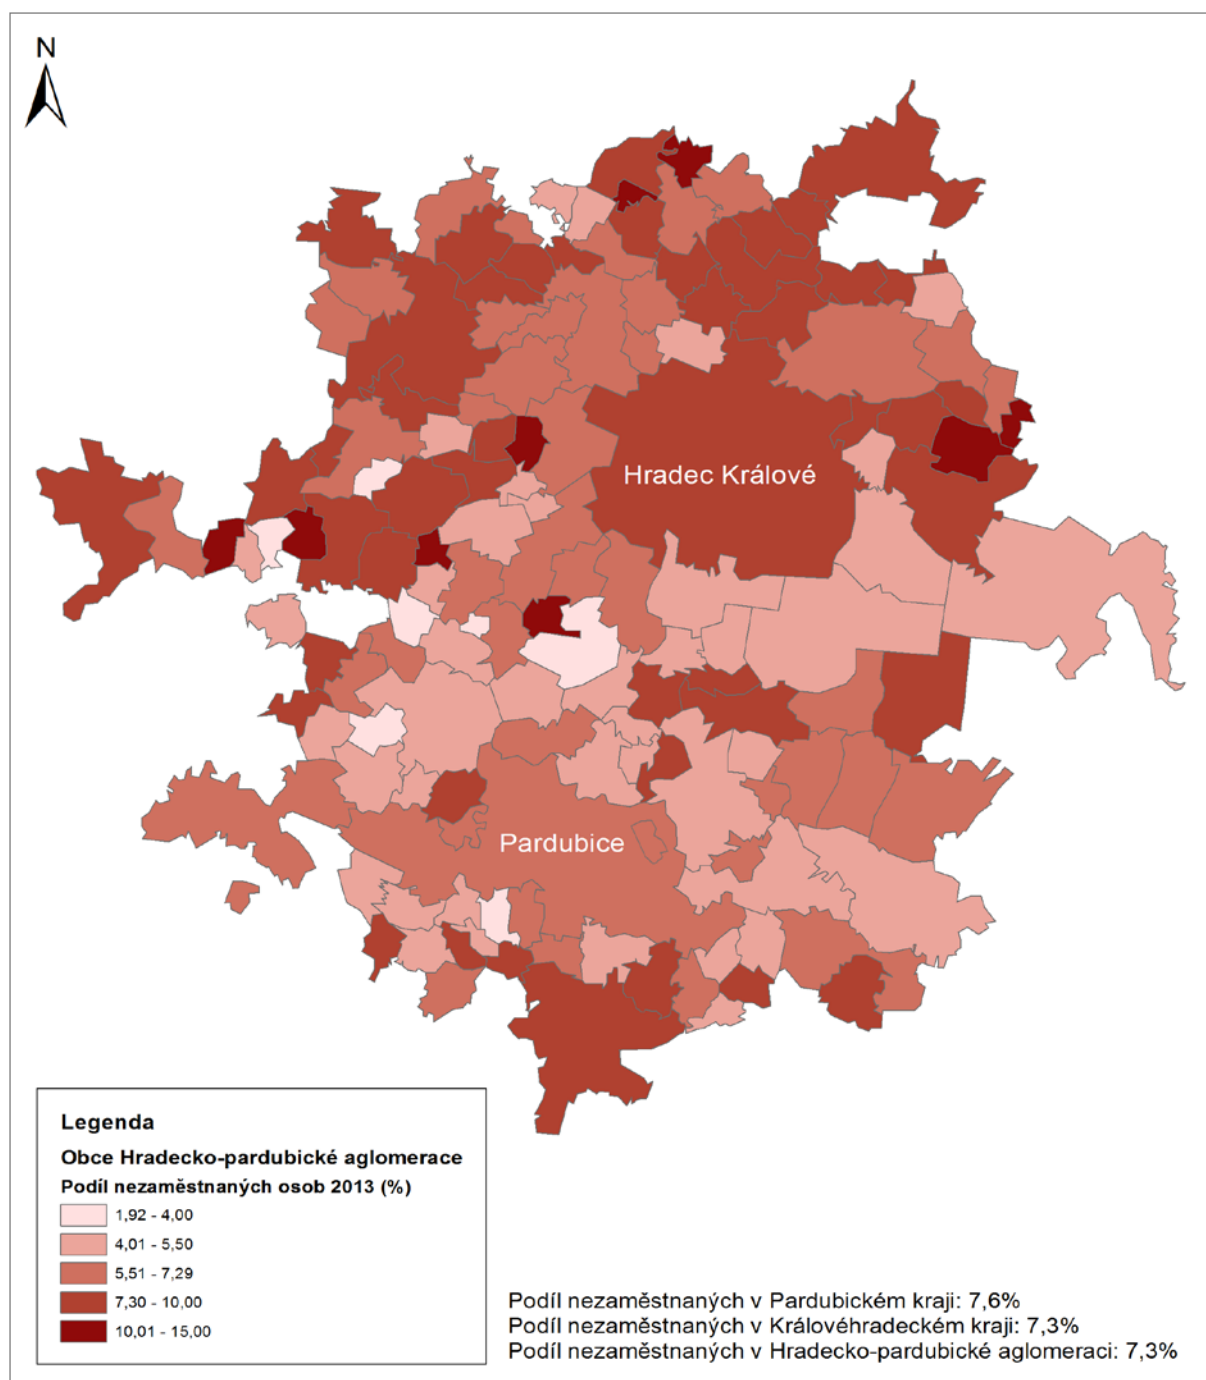 N
Hradec Králové
Pardubice
Legenda
Obce Hradecko-pardubické aglomerace
Podíl nezaměstnaných osob 2013 (%)
1,92 - 4,00
4,01 - 5,50
5,51 - 7,29
7,30 - 10,00
10,01 - 15,00
Podíl nezaměstnaných v Pardubickém kraji: 7,6%
Podíl nezaměstnaných v Královéhradeckém kraji: 7,3%
Podíl nezaměstnaných v Hradecko-pardubické aglomeraci: 7,3%